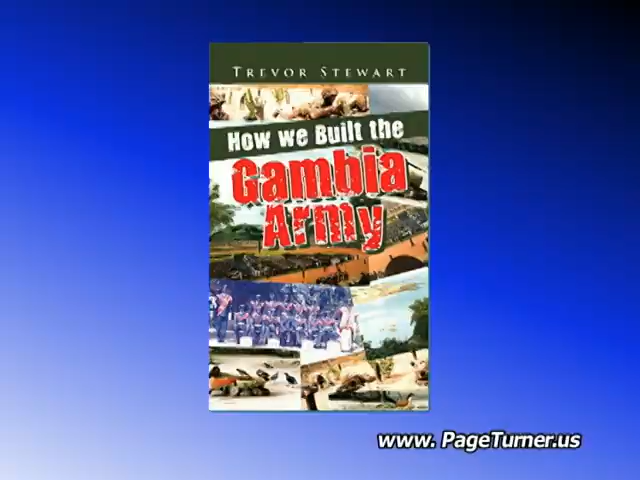 TREVOR STEWART
How we Built the
Gambia
Army
www. PageTurner.us